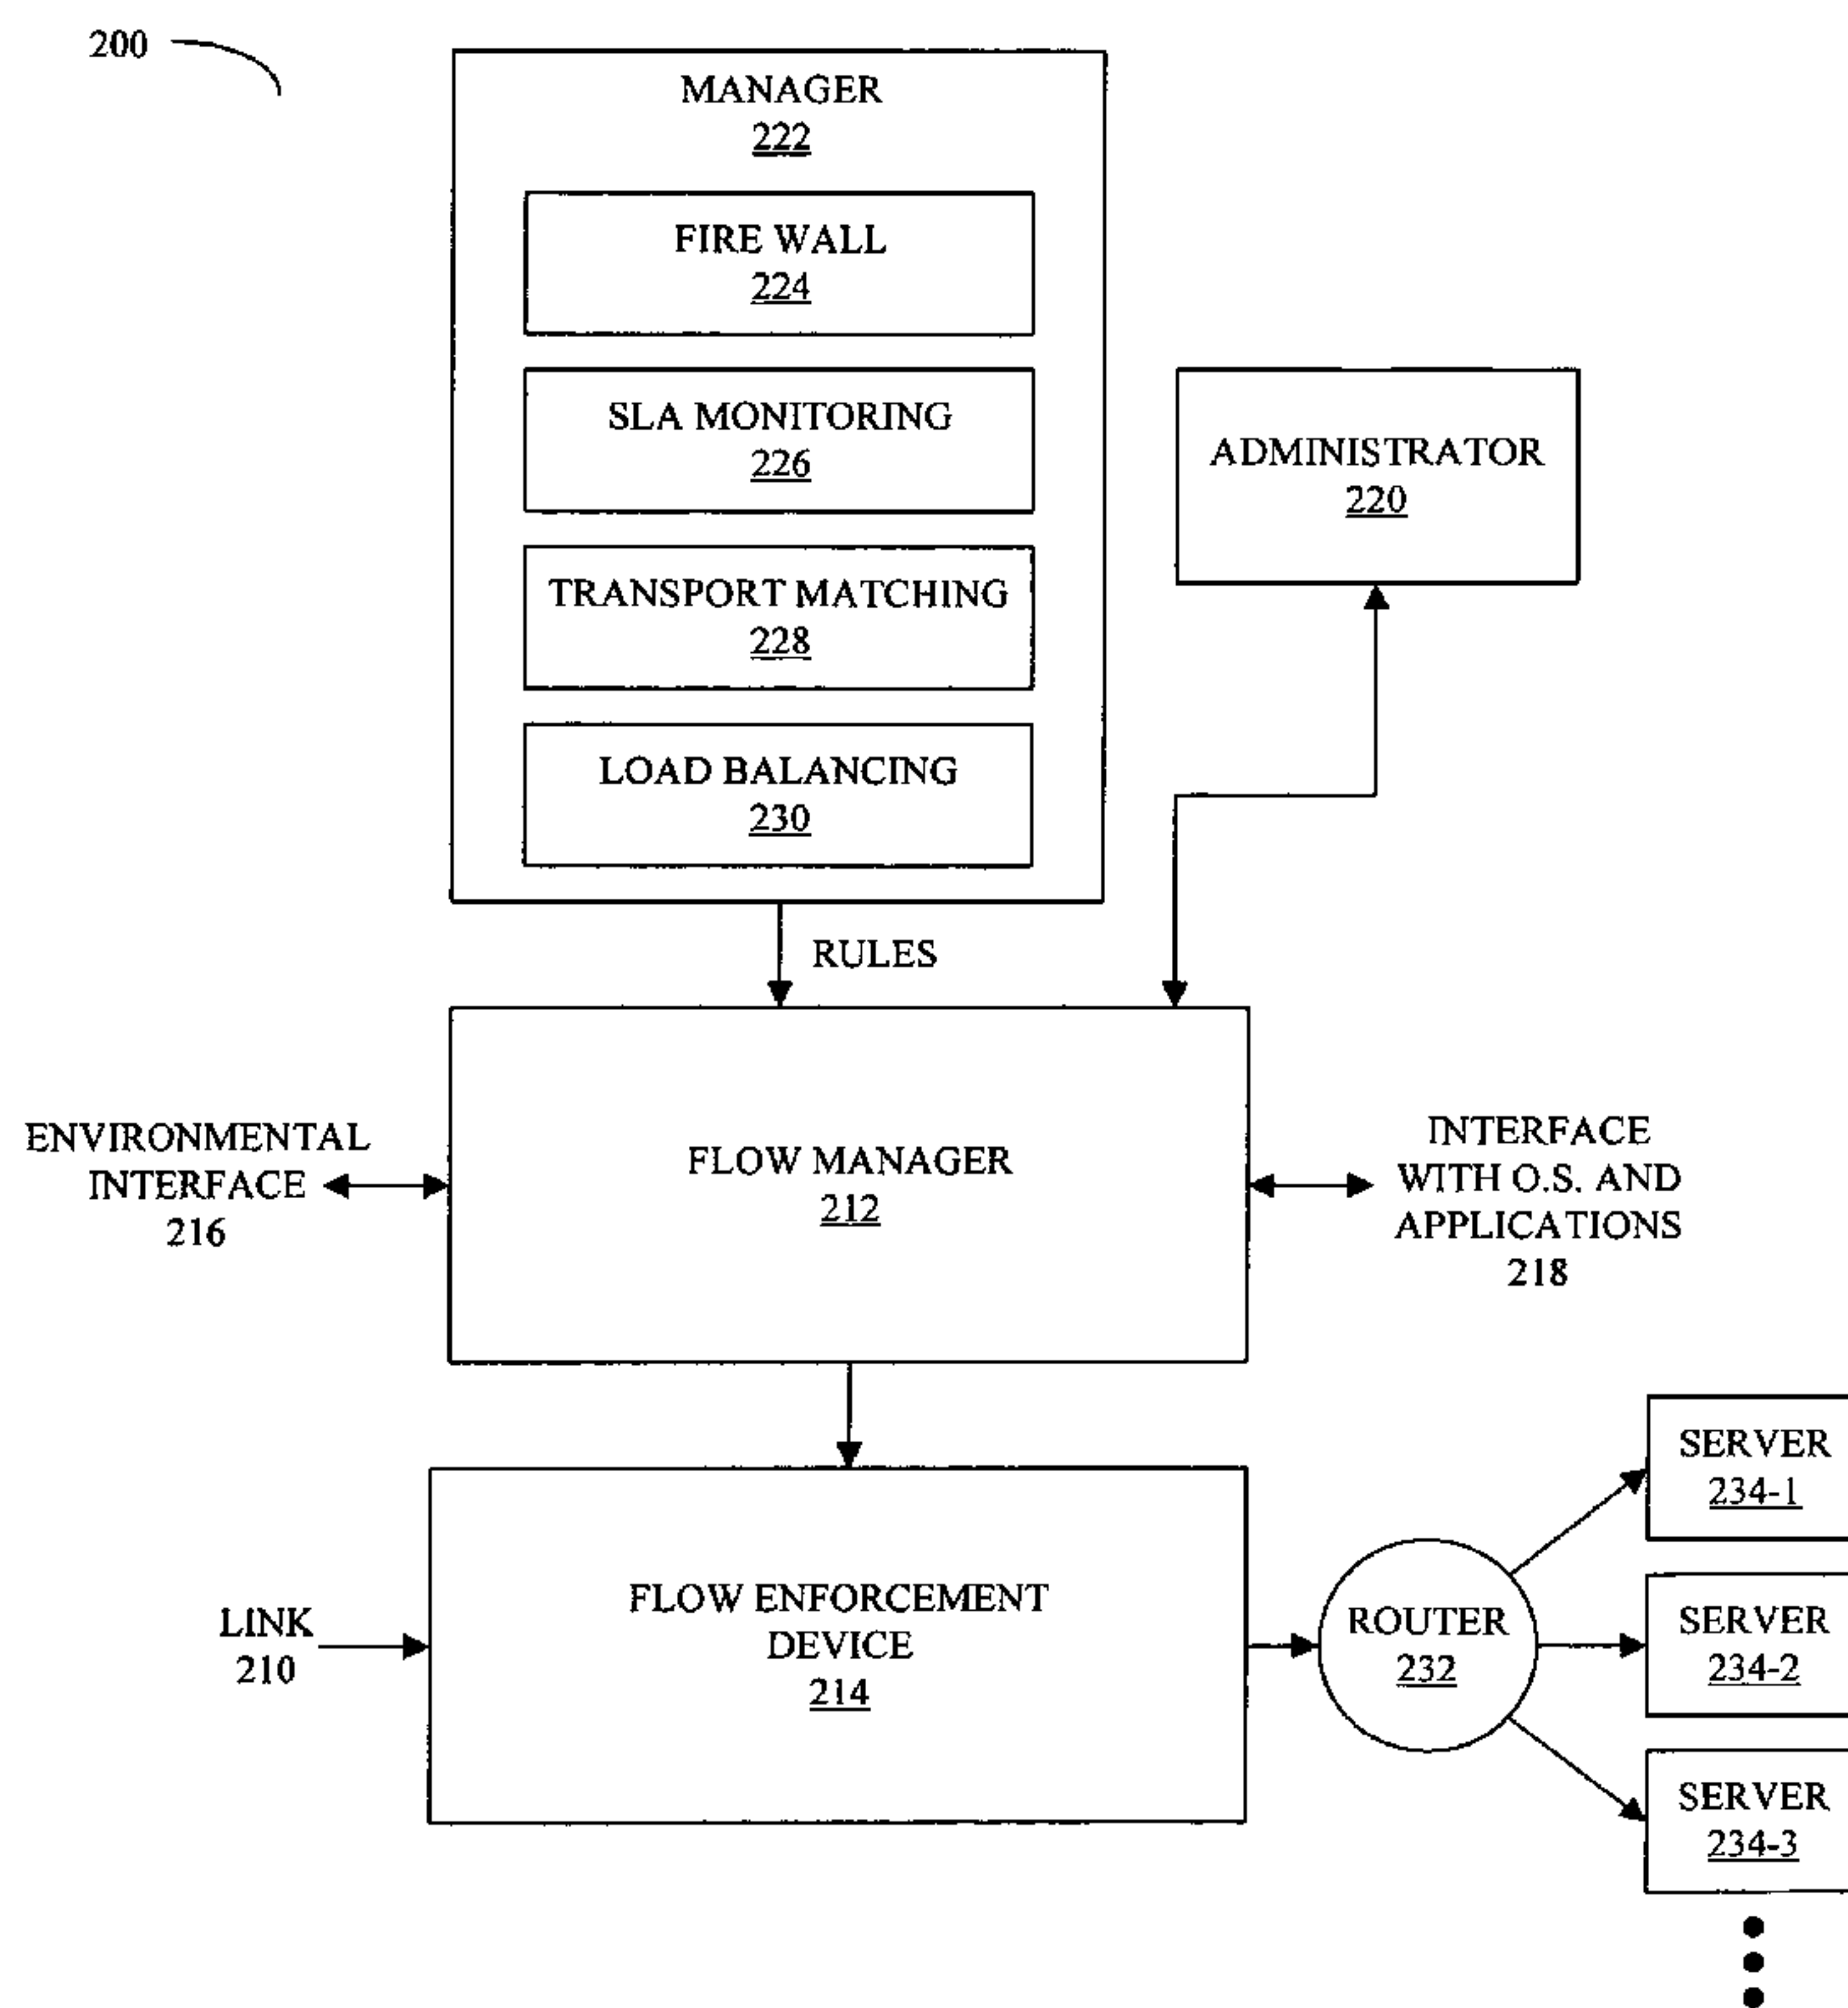 200
MANAGER
222
FIRE WALL
224
SLA MONITORING
226
TRANSPORT MATCHING
228
LOAD BALANCING
230
ADMINISTRATOR
220
RULES
ENVIRONMENTAL
INTERFACE
216
FLOW MANAGER
212
INTERFACE
WITH O.S. AND
APPLICATIONS
218
LINK
210
FLOW ENFORCEMENT
DEVICE
214
ROUTER
232
SERVER
234-1
SERVER
234-2
SERVER
234-3